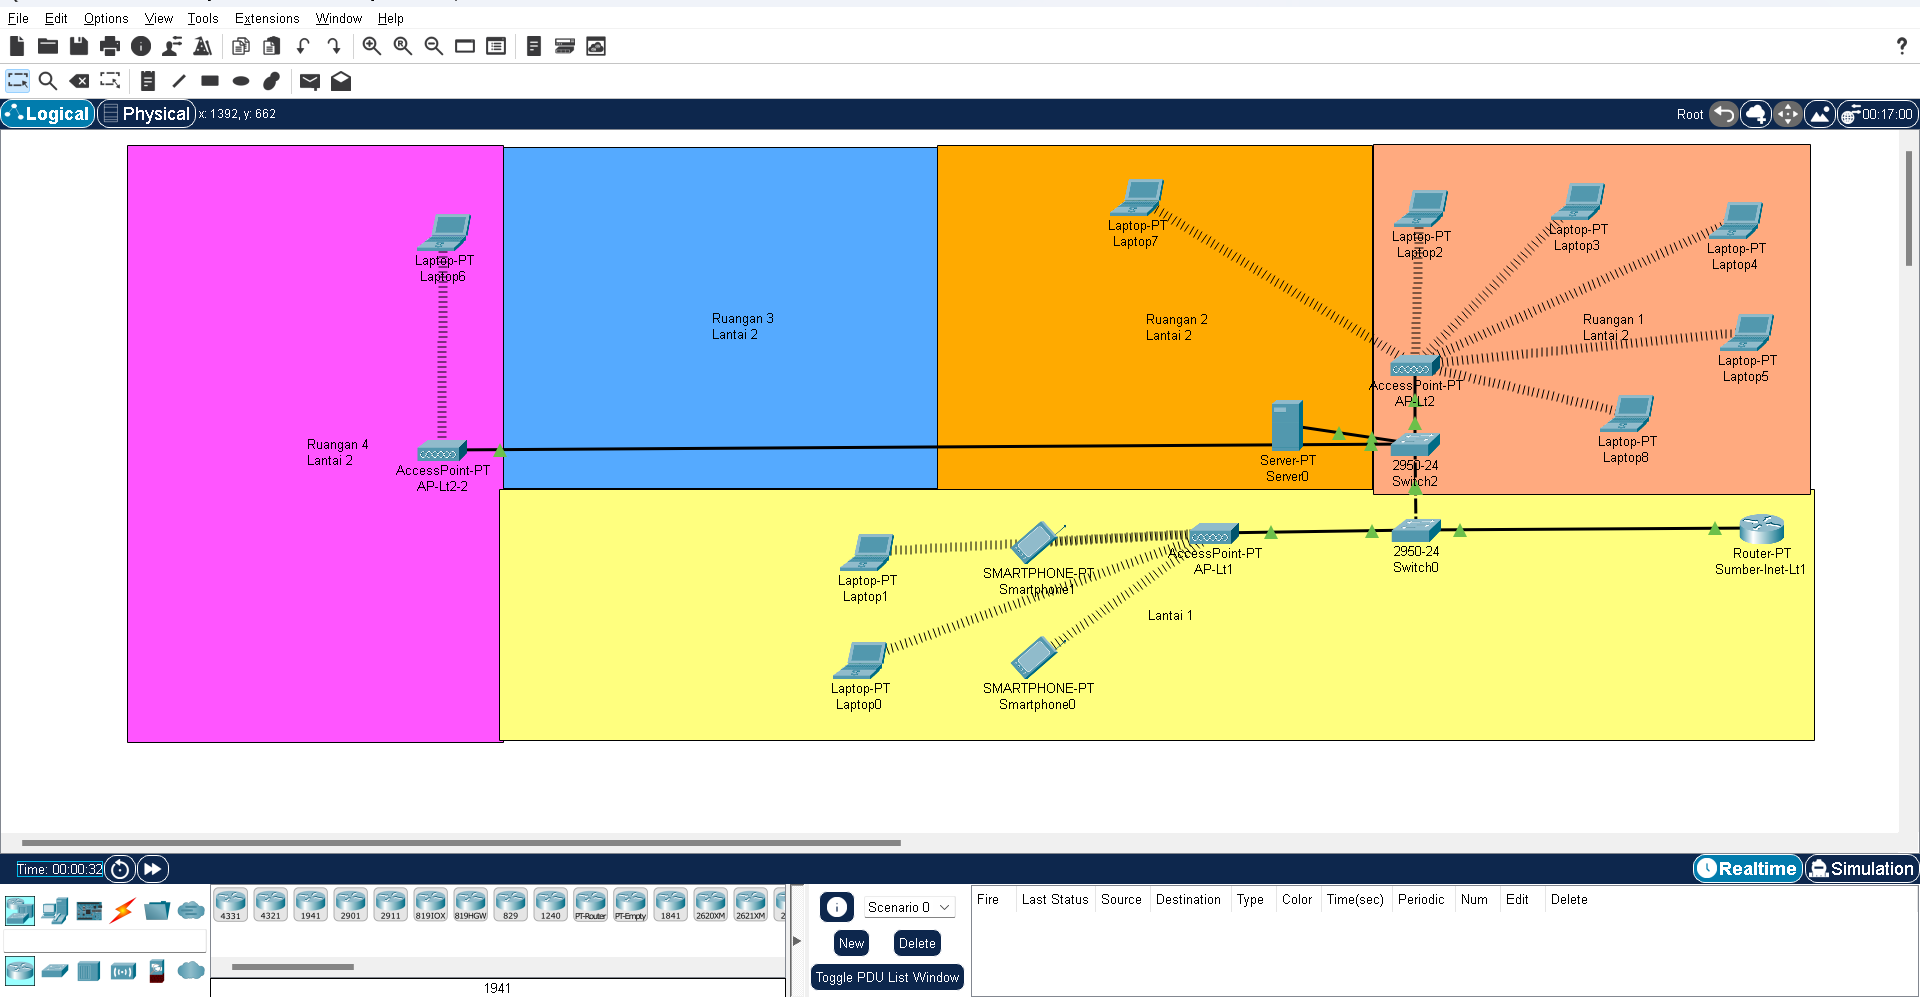 File Edit Options View Tools Extensions Window Help
?
Logical Physical x: 1392, y: 662
Root 00:17:00
Laptop-PT
Laptop6
Ruangan 4
Lantai 2
AccessPoint-PT
AP-Lt2-2
Ruangan 3
Lantai 2
Laptop-PT
Laptop7
Ruangan 2
Lantai 2
Server-PT
Server0
Laptop-PT
Laptop2
Laptop-PT
Laptop3
Laptop-PT
Laptop4
Ruangan 1
Lantai 2
Laptop-PT
Laptop5
AccessPoint-PT
AP-Lt2
Laptop-PT
Laptop8
2950-24
Switch2
Laptop-PT
Laptop1
SMARTPHONE-PT
Smartphone1
AccessPoint-PT
AP-Lt1
2950-24
Switch0
Router-PT
Sumber-Inet-Lt1
Lantai 1
Laptop-PT
Laptop0
SMARTPHONE-PT
Smartphone0
Time: 00:00:32
Realtime Simulation
4331 4321 1941 2901 2911 819IOX 819HGW 829 1240 PT-Router PT-Empty 1841 2620XM 2621XM
1941
Scenario 0
New Delete
Toggle PDU List Window
Fire Last Status Source Destination Type Color Time(sec) Periodic Num Edit Delete